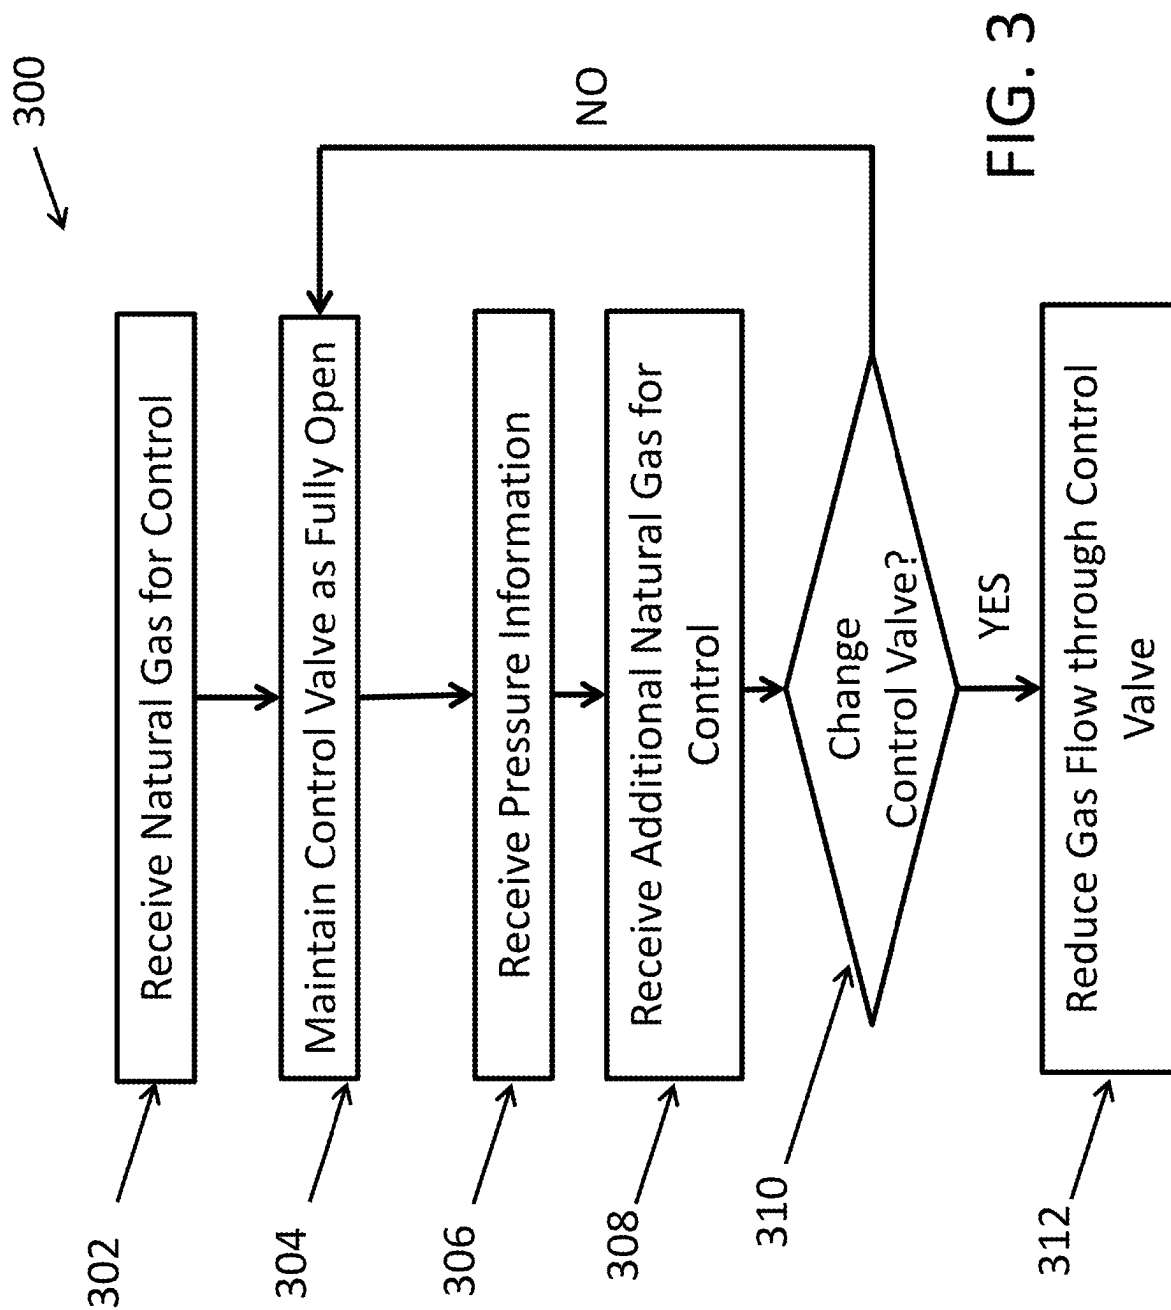 300
302
Receive Natural Gas for Control
304
Maintain Control Valve as Fully Open
306
Receive Pressure Information
308
Receive Additional Natural Gas for
Control
310
Change
Control Valve?
NO
YES
312
Reduce Gas Flow through Control
Valve
FIG. 3